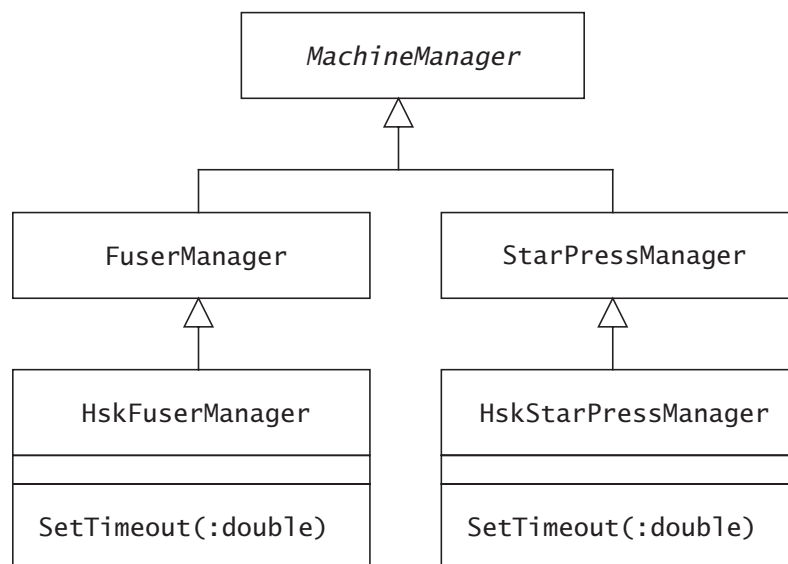 MachineManager
FuserManager
StarPressManager
HskFuserManager
HskStarPressManager
SetTimeout(:double)
SetTimeout(:double)